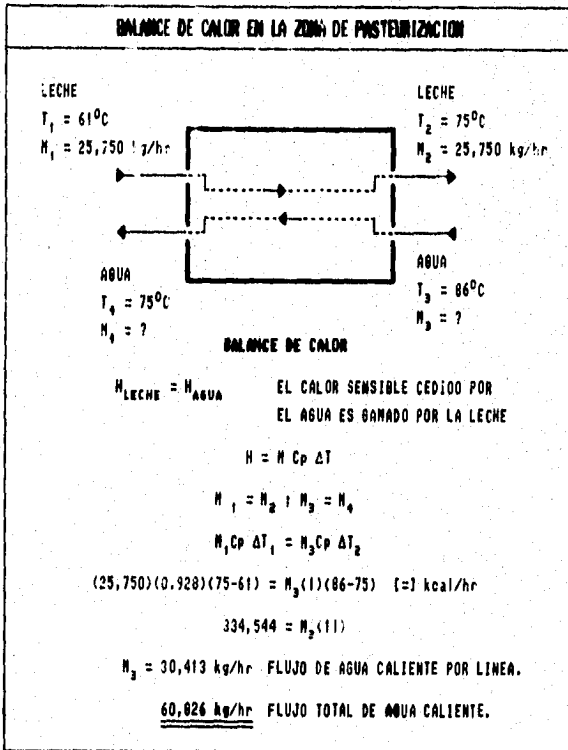 BALANCE DE CALOR EN LA ZONA DE PASTEURIZACION
LECHE
T1 = 61°C
M1 = 25,750 kg/hr
LECHE
T2 = 75°C
M2 = 25,750 kg/hr
AGUA
T4 = 75°C
M4 = ?
AGUA
T3 = 86°C
M3 = ?
BALANCE DE CALOR
H LECHE = H AGUA EL CALOR SENSIBLE CEDIDO POR
EL AGUA ES GANADO POR LA LECHE
H = M Cp ΔT
M1 = M2 ; M3 = M4
M1Cp ΔT1 = M3Cp ΔT2
(25,750)(0.928)(75-61) = M3(1)(86-75) [=] kcal/hr
334,544 = M3(11)
M3 = 30,413 kg/hr FLUJO DE AGUA CALIENTE POR LINEA.
60,826 kg/hr FLUJO TOTAL DE AGUA CALIENTE.